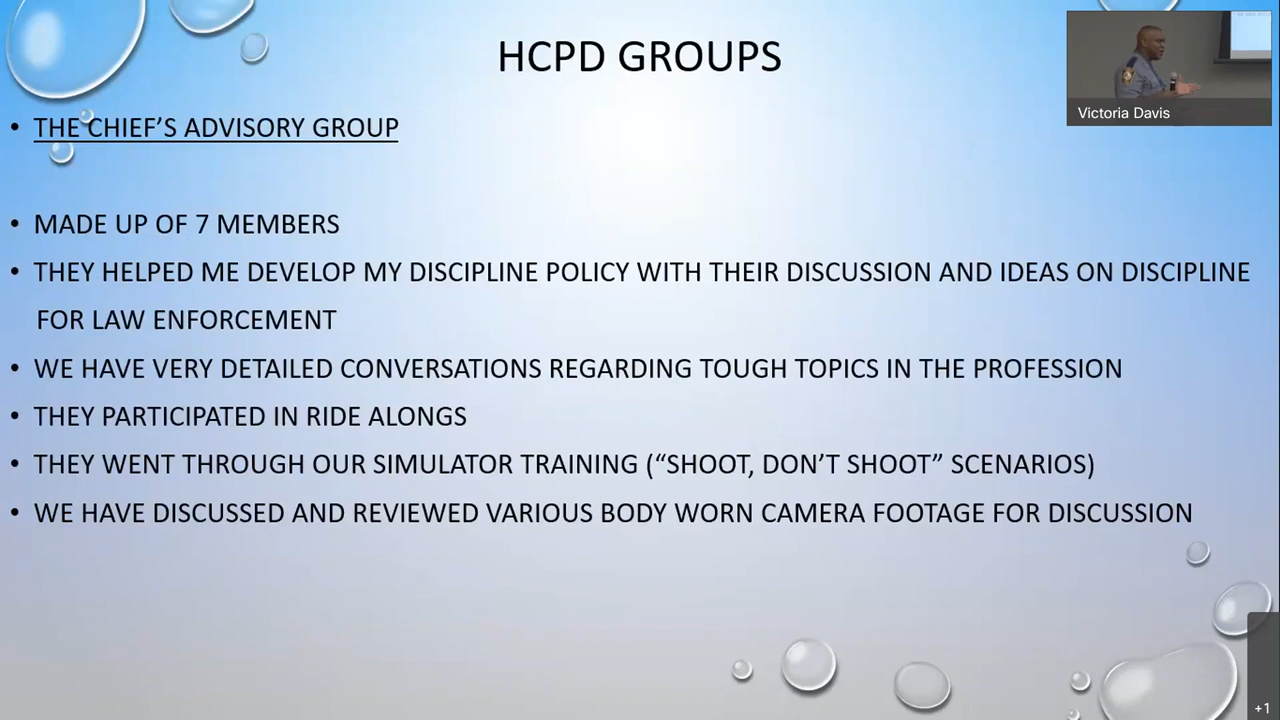 HCPD GROUPS
Victoria Davis
• THE CHIEF'S ADVISORY GROUP
• MADE UP OF 7 MEMBERS
• THEY HELPED ME DEVELOP MY DISCIPLINE POLICY WITH THEIR DISCUSSION AND IDEAS ON DISCIPLINE
FOR LAW ENFORCEMENT
• WE HAVE VERY DETAILED CONVERSATIONS REGARDING TOUGH TOPICS IN THE PROFESSION
• THEY PARTICIPATED IN RIDE ALONGS
• THEY WENT THROUGH OUR SIMULATOR TRAINING (“SHOOT, DON'T SHOOT” SCENARIOS)
• WE HAVE DISCUSSED AND REVIEWED VARIOUS BODY WORN CAMERA FOOTAGE FOR DISCUSSION
+1